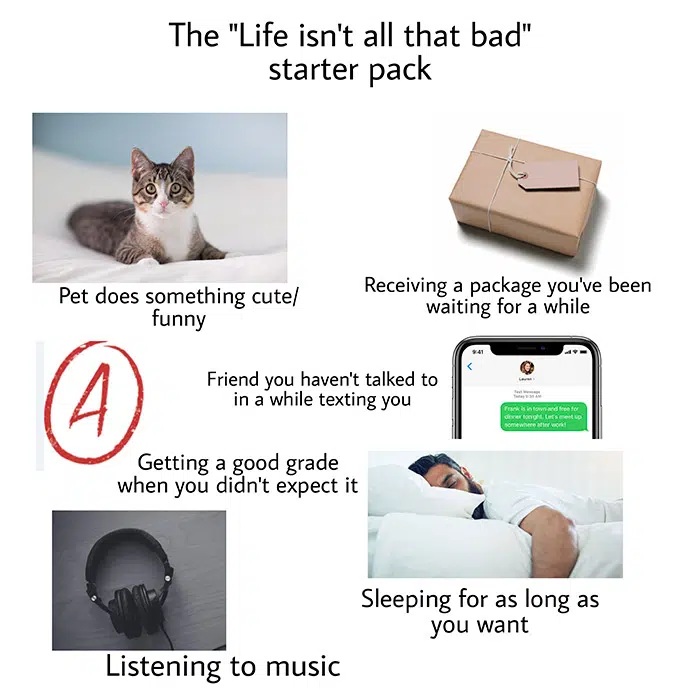 The "Life isn't all that bad"
starter pack
Pet does something cute/
funny
Receiving a package you've been
waiting for a while
A
Friend you haven't talked to
in a while texting you
9:41
Lauren
Text Message
Today 9:30 AM
Frank is in town and free for
dinner tonight. Let's meet up
somewhere after work!
Getting a good grade
when you didn't expect it
Sleeping for as long as
you want
Listening to music